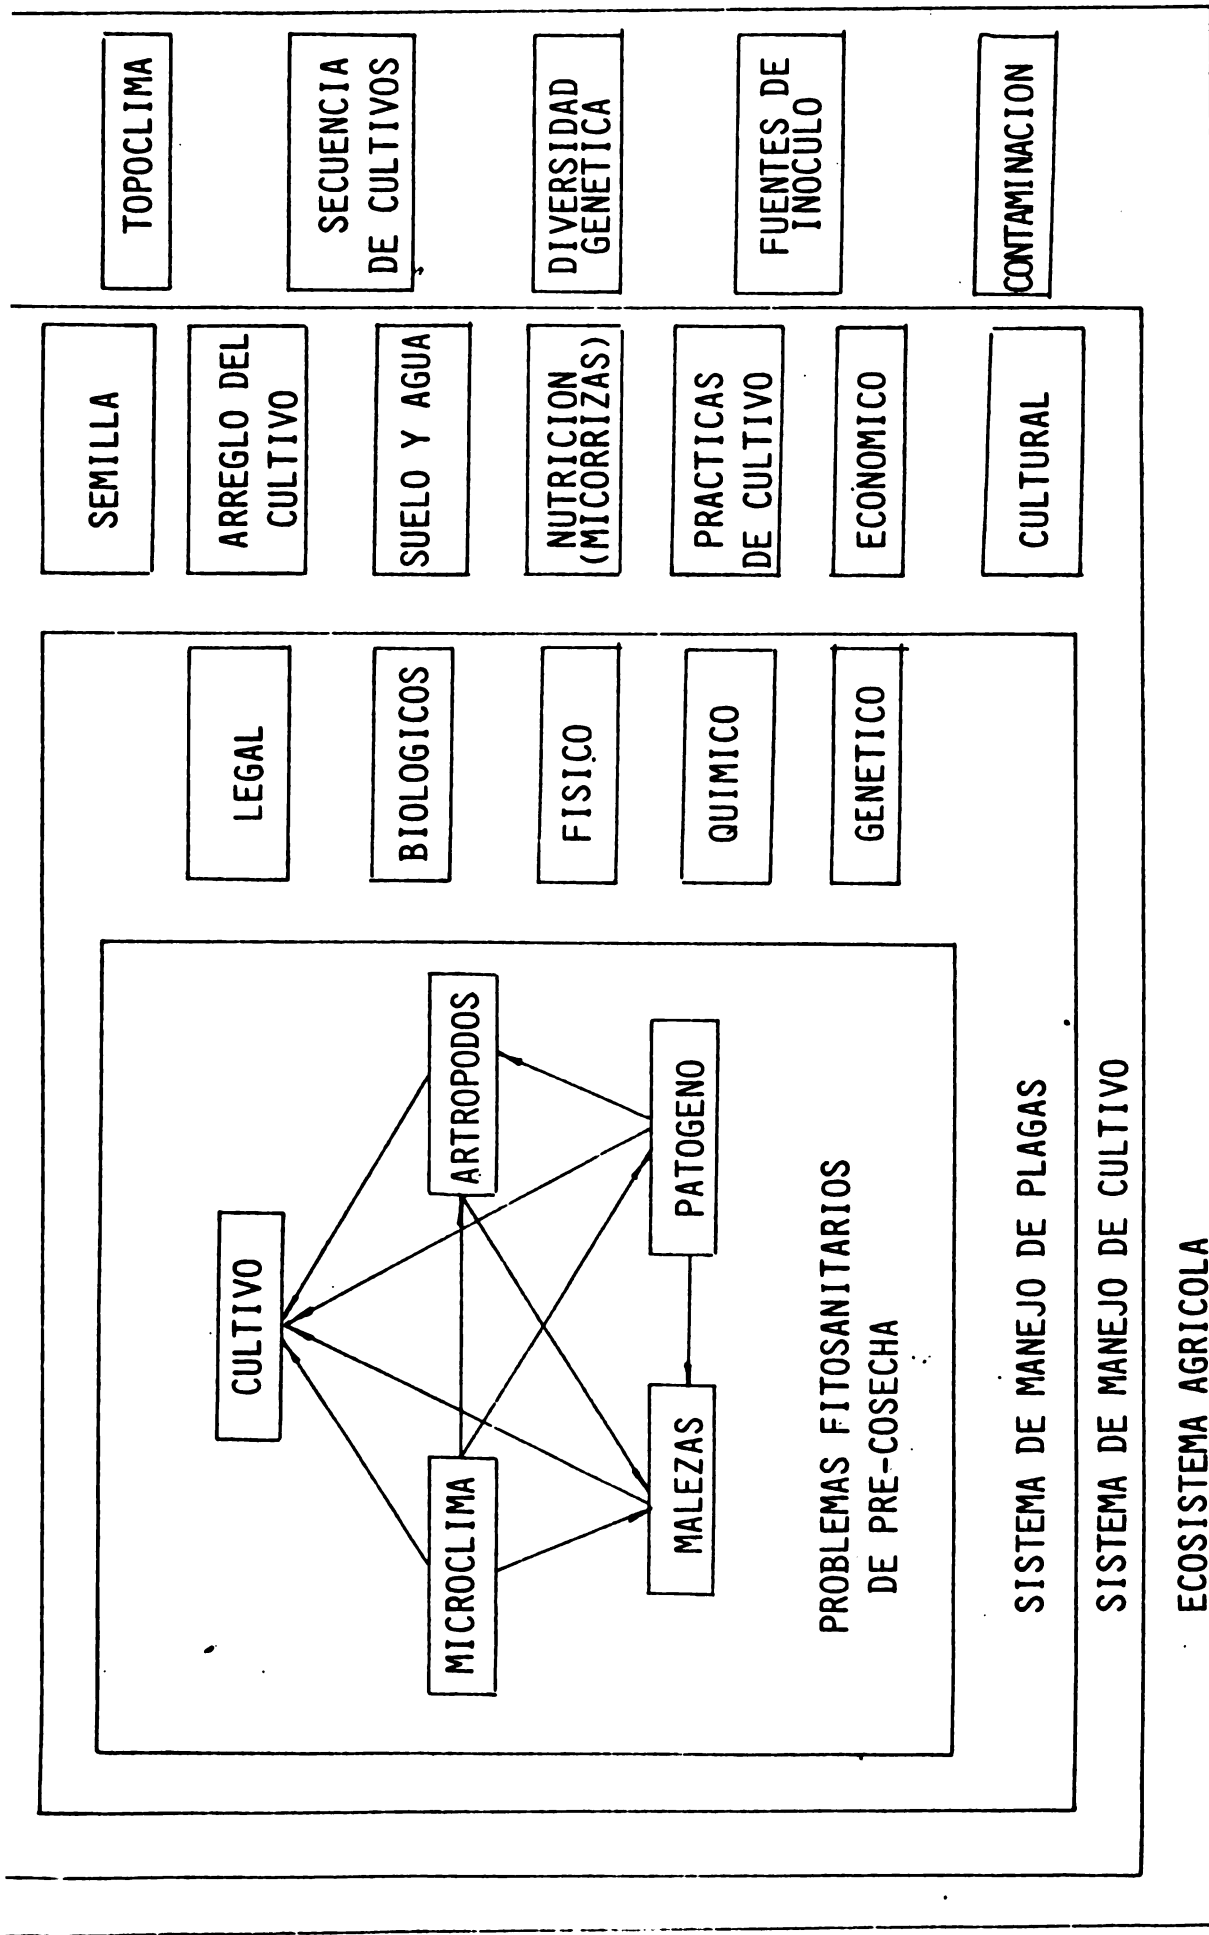 CULTIVO
MICROCLIMA
ARTROPODOS
MALEZAS
PATOGENO
PROBLEMAS FITOSANITARIOS
DE PRE-COSECHA
LEGAL
BIOLOGICOS
FISICO
QUIMICO
GENETICO
SISTEMA DE MANEJO DE PLAGAS
SEMILLA
ARREGLO DEL
CULTIVO
SUELO Y AGUA
NUTRICION
(MICORRIZAS)
PRACTICAS
DE CULTIVO
ECONOMICO
CULTURAL
SISTEMA DE MANEJO DE CULTIVO
TOPOCLIMA
SECUENCIA
DE CULTIVOS
DIVERSIDAD
GENETICA
FUENTES DE
INOCULO
CONTAMINACION
ECOSISTEMA AGRICOLA